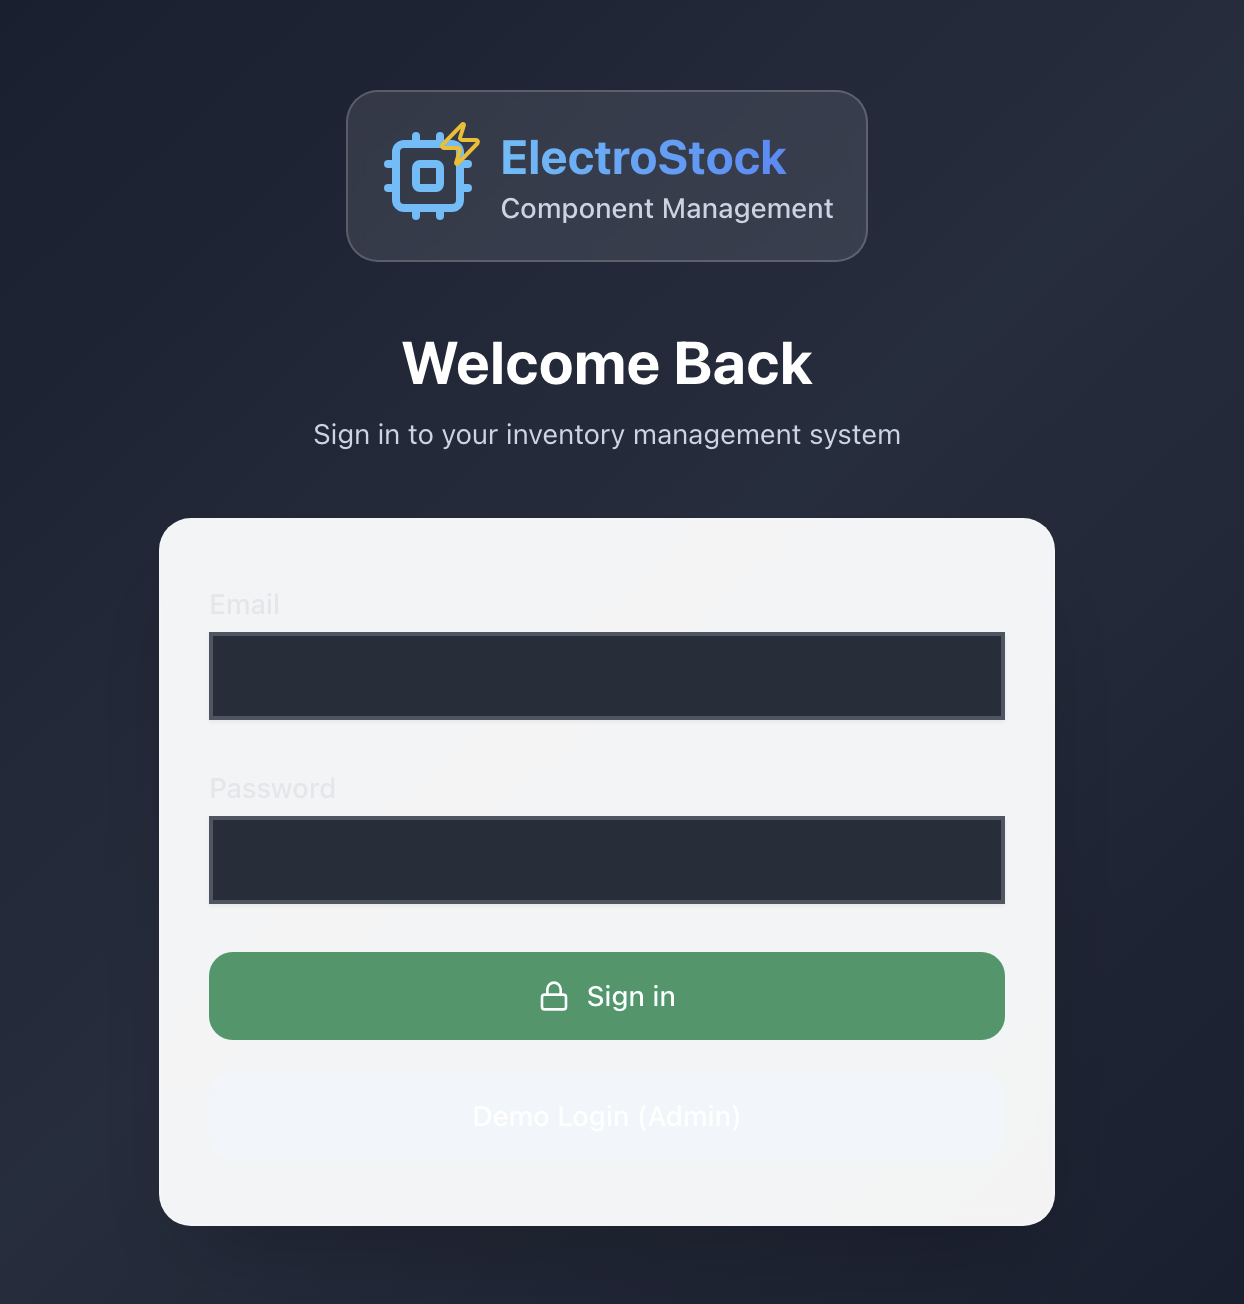 ElectroStock
Component Management
Welcome Back
Sign in to your inventory management system
Email
Password
Sign in
Demo Login (Admin)